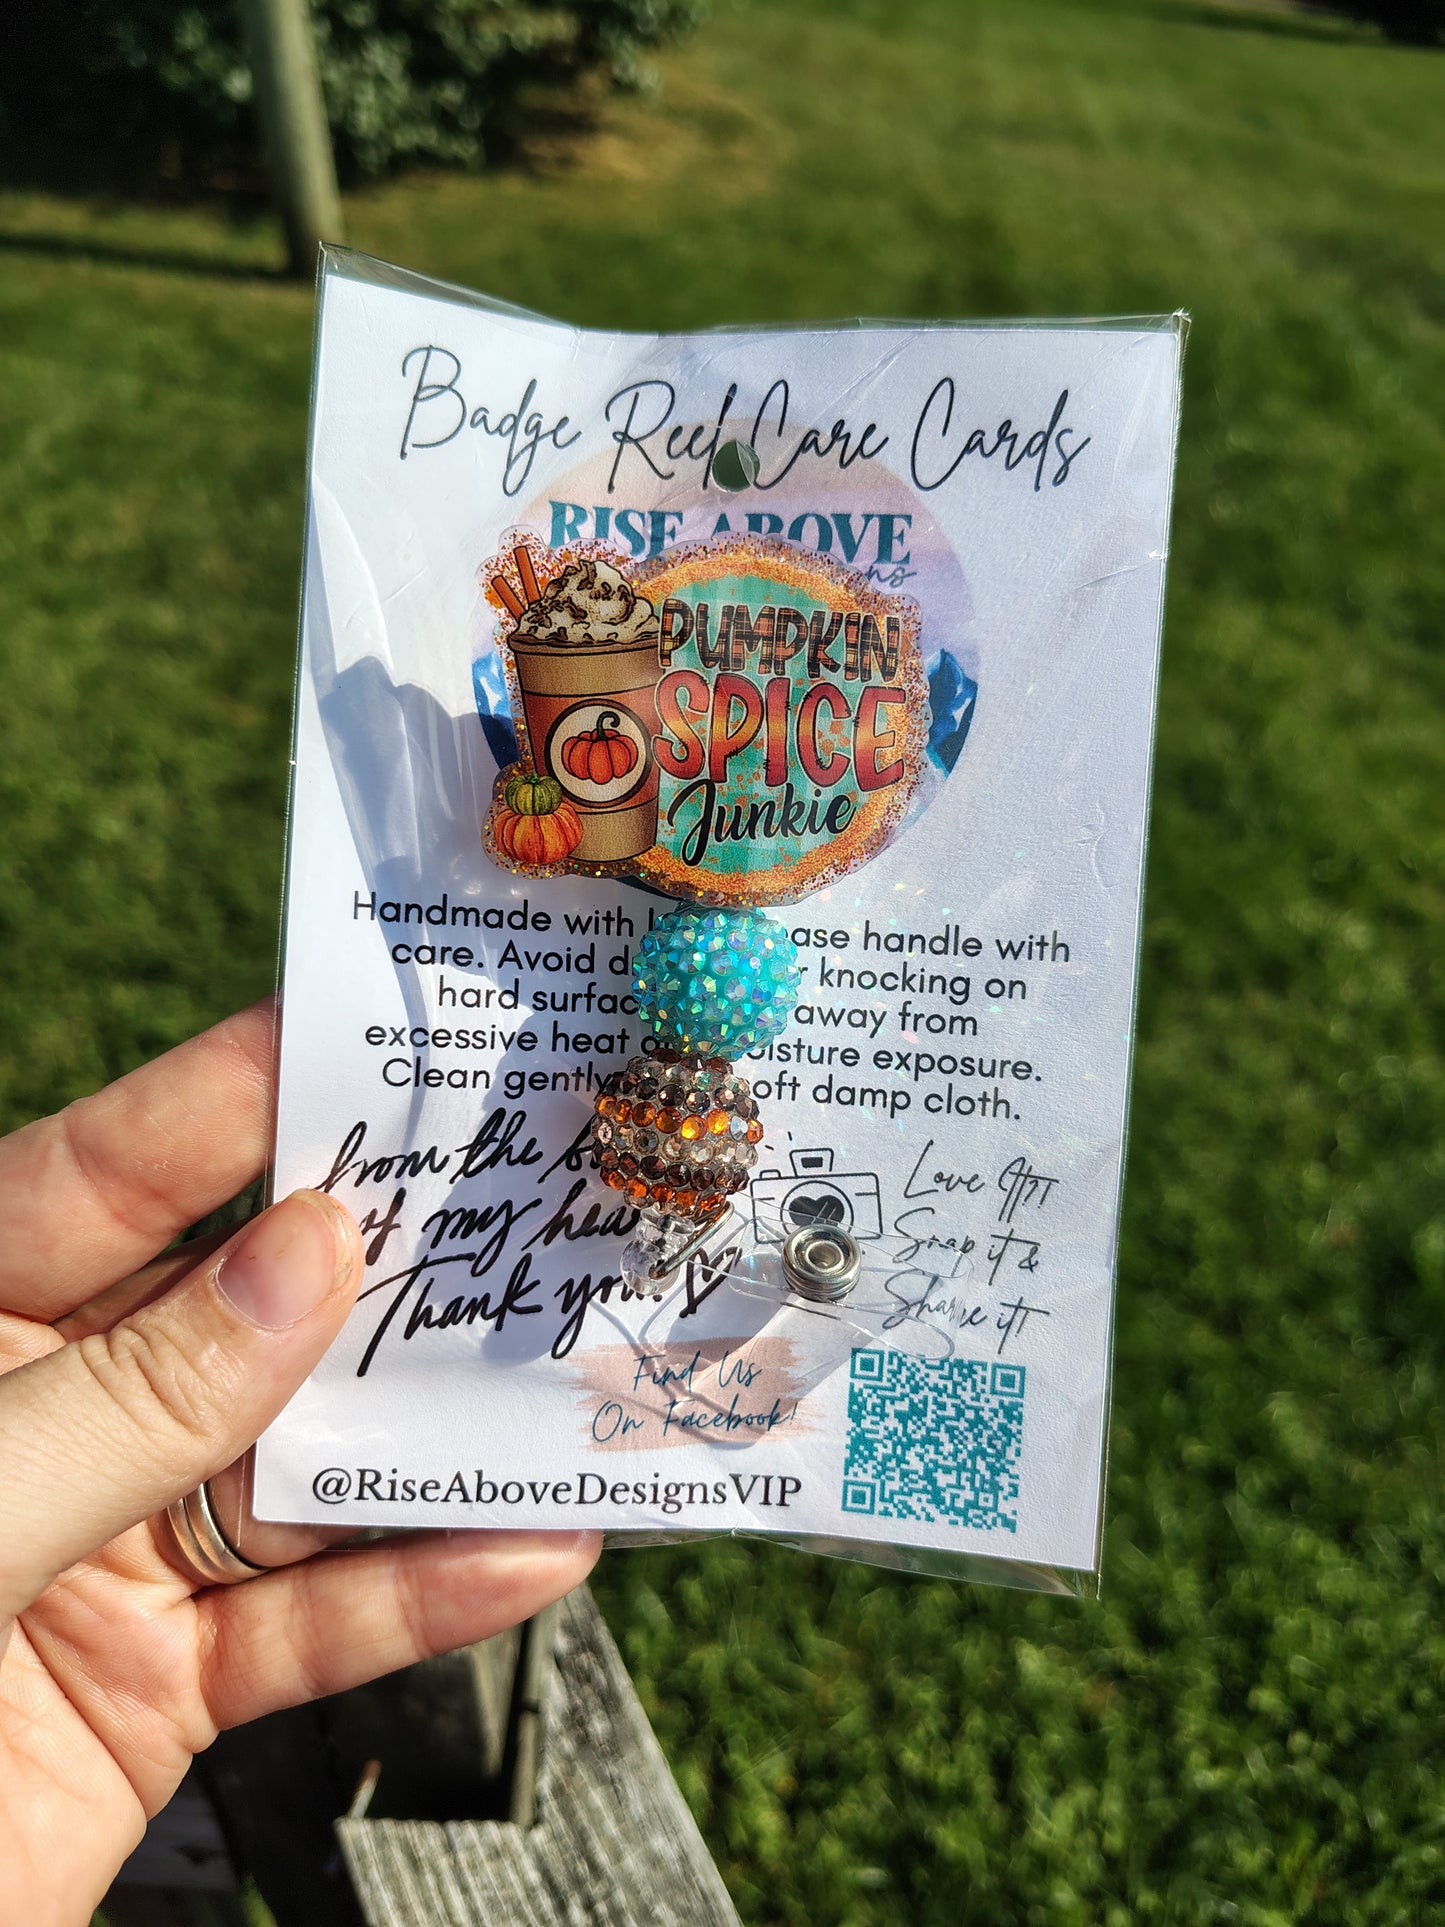 Badge Reel Care Cards
RISE ABOVE
PUMPKIN
SPICE
Junkie
Handmade with ase handle with
care. Avoid knocking on
hard away from
excessive heat exposure.
Clean gently damp cloth.
from the
of my
Thank you!
Love It?
Snap it &
Share it!
Find Us
On Facebook!
@RiseAboveDesignsVIP